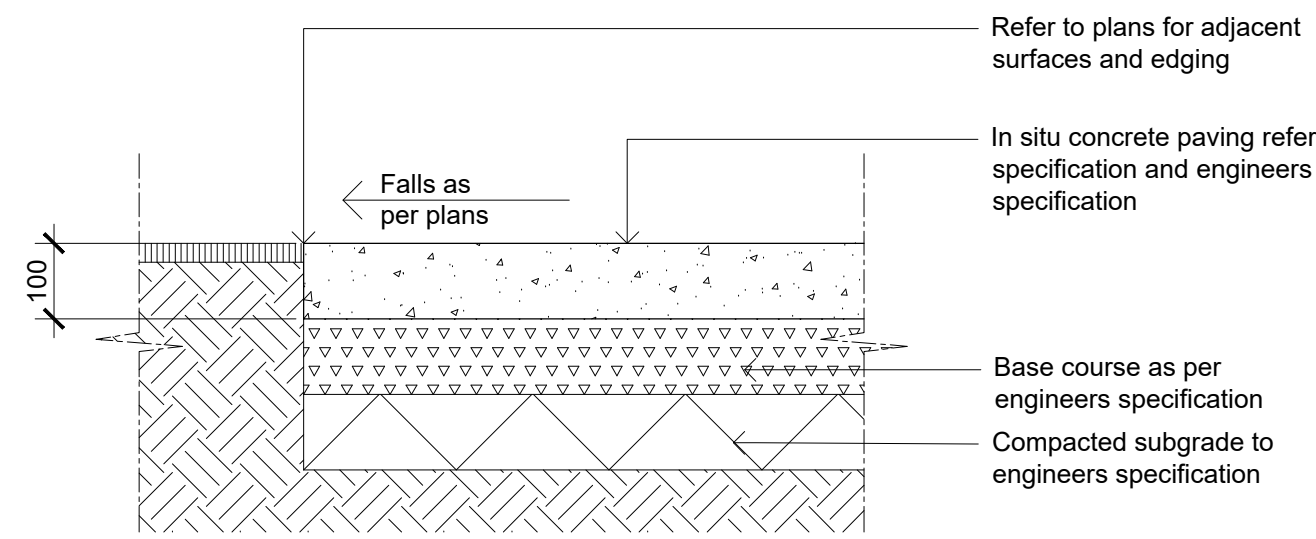 Refer to plans for adjacent
surfaces and edging
In situ concrete paving refer
specification and engineers
specification
Falls as
per plans
100
Base course as per
engineers specification
Compacted subgrade to
engineers specification